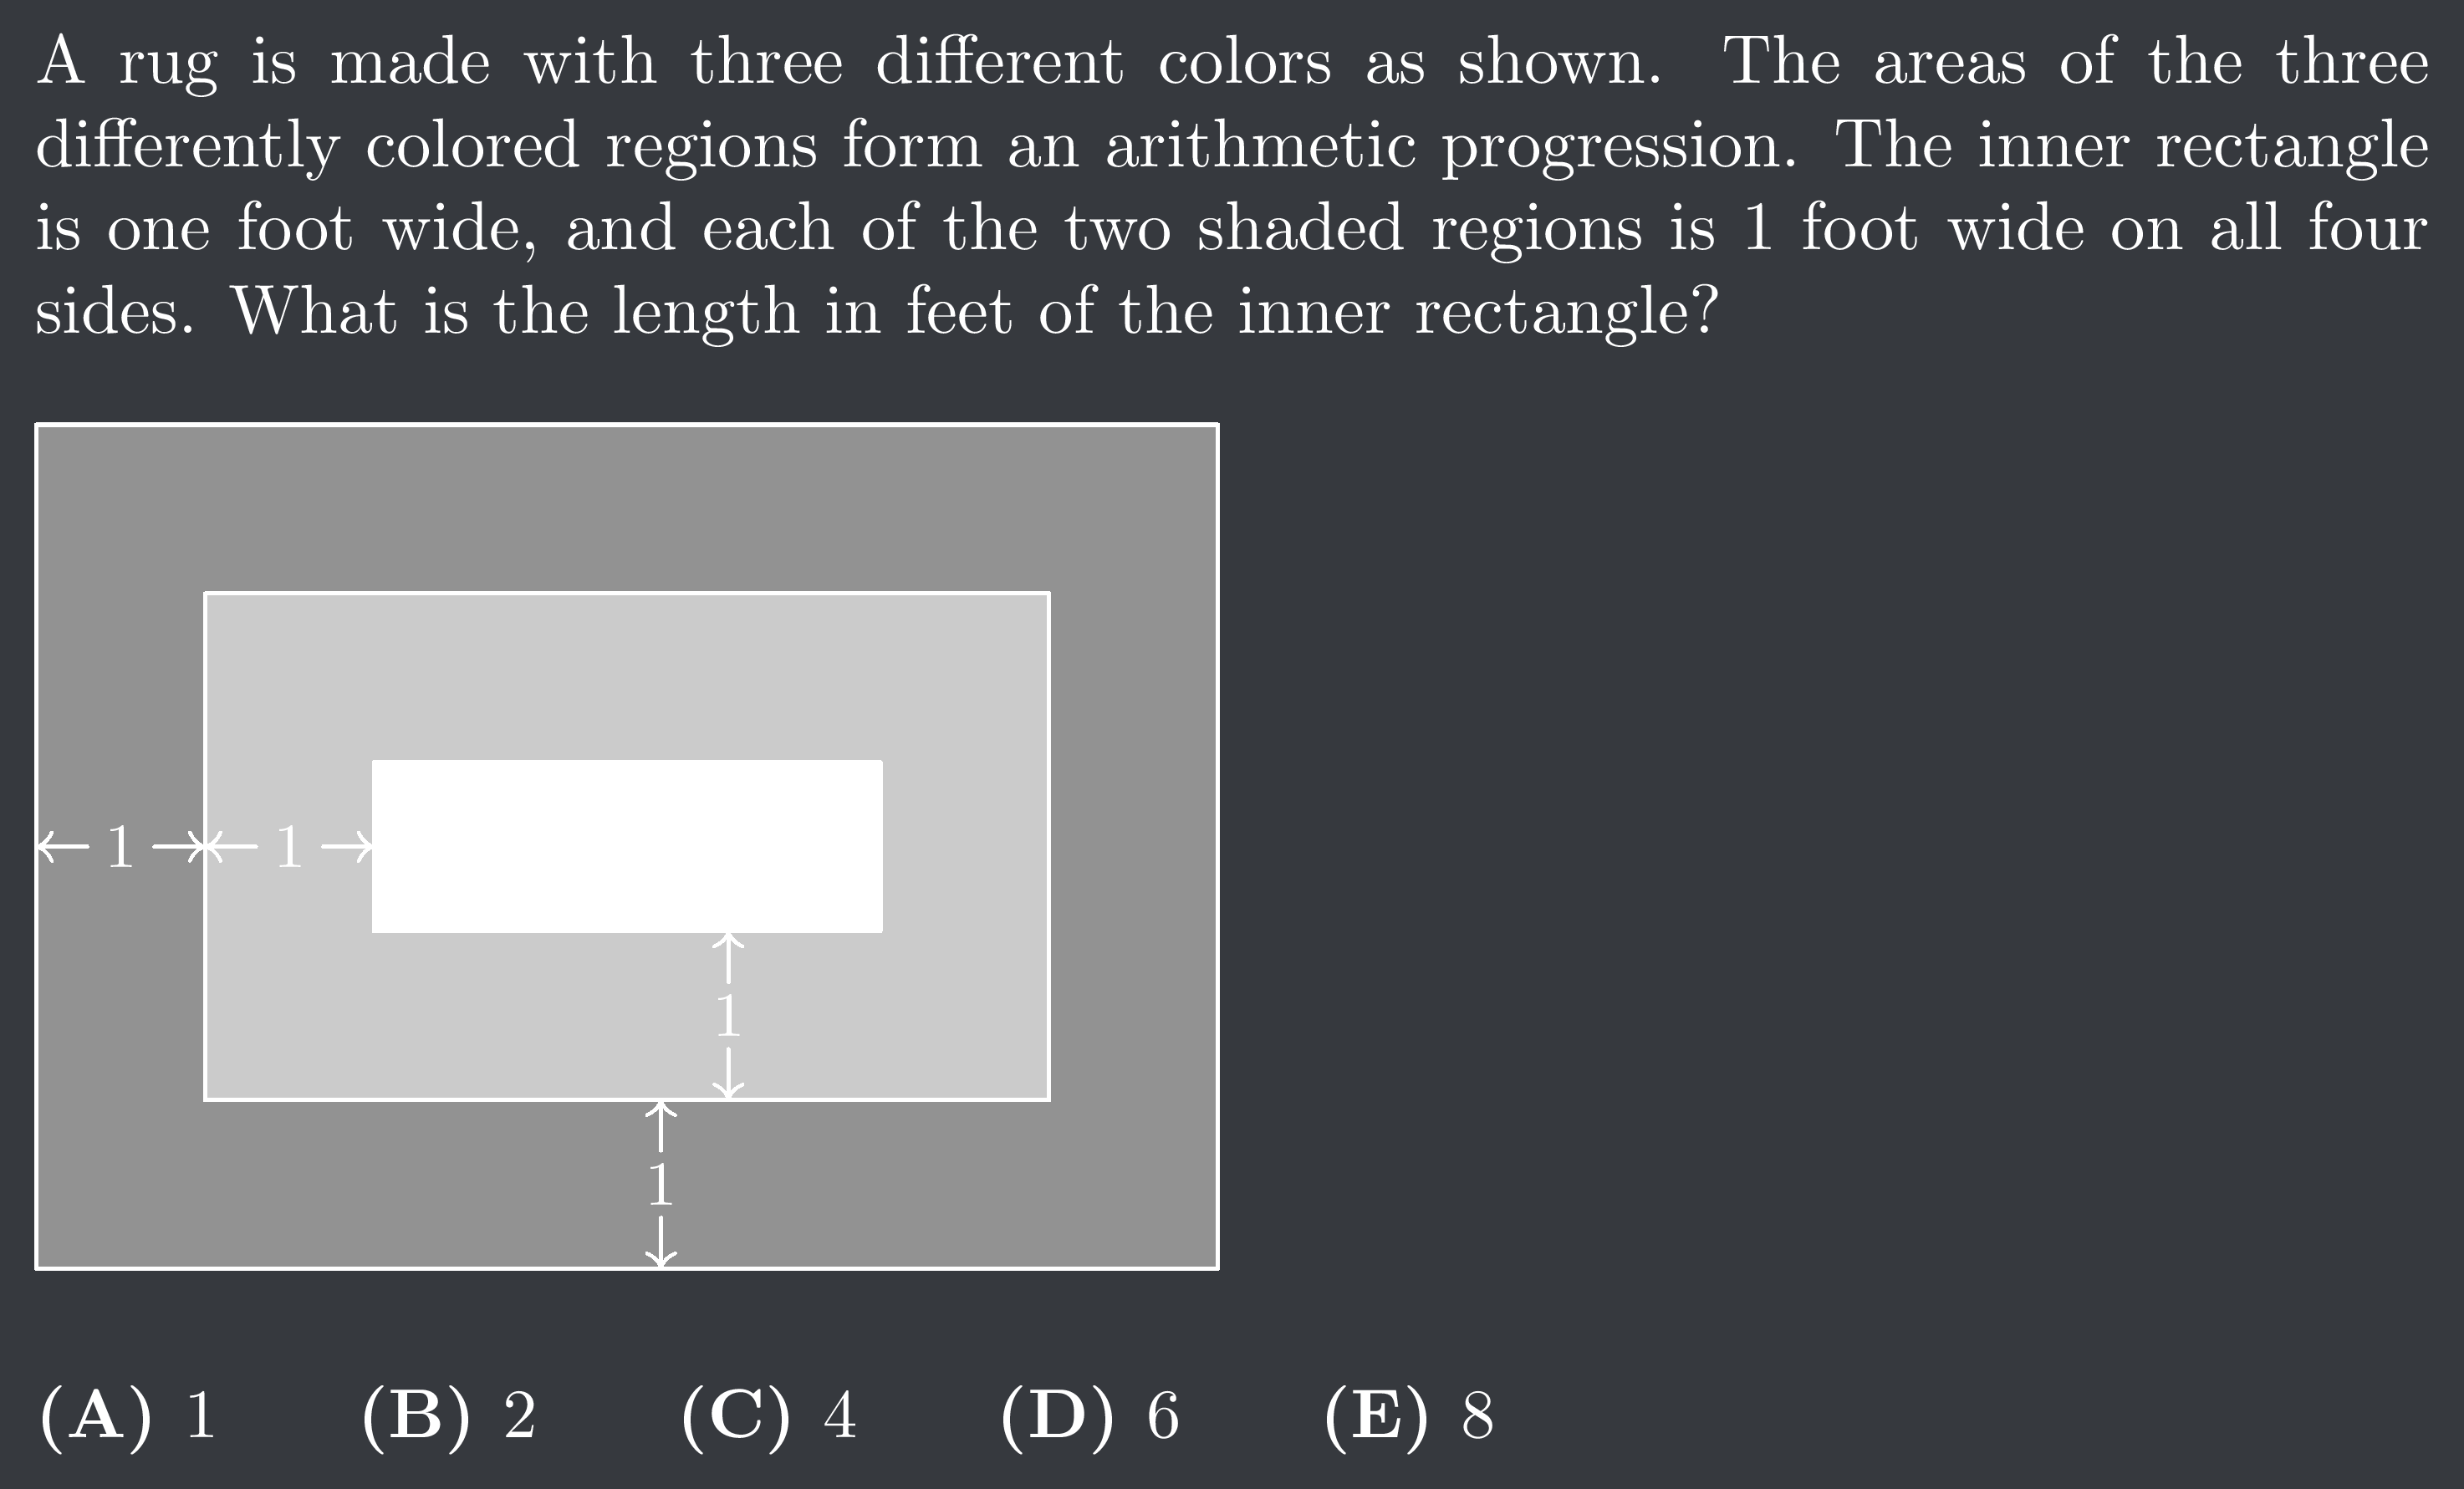 A rug is made with three different colors as shown. The areas of the three
differently colored regions form an arithmetic progression. The inner rectangle
is one foot wide, and each of the two shaded regions is 1 foot wide on all four
sides. What is the length in feet of the inner rectangle?
1 1
1
1
(A) 1 (B) 2 (C) 4 (D) 6 (E) 8